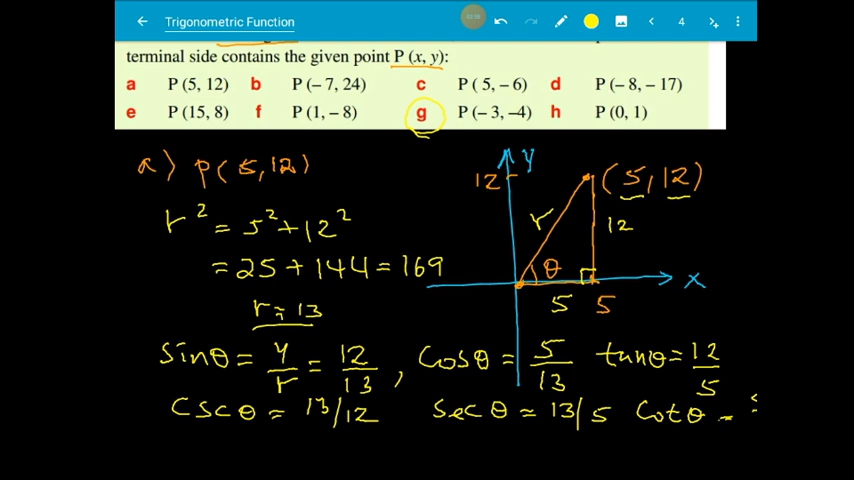 Trigonometric Function
4
terminal side contains the given point P (x, y):
a P (5, 12) b P (– 7, 24) c P ( 5, – 6) d P (– 8, – 17)
e P (15, 8) f P (1, – 8) g P (– 3, –4) h P (0, 1)
a) P(5,12)
r² = 5² + 12²
= 25 + 144 = 169
r = 13
y
12
(5, 12)
r
12
θ
x
5 5
sinθ = y/r = 12/13 , cosθ = 5/13 tanθ = 12/5
cscθ = 13/12 secθ = 13/5 cotθ =